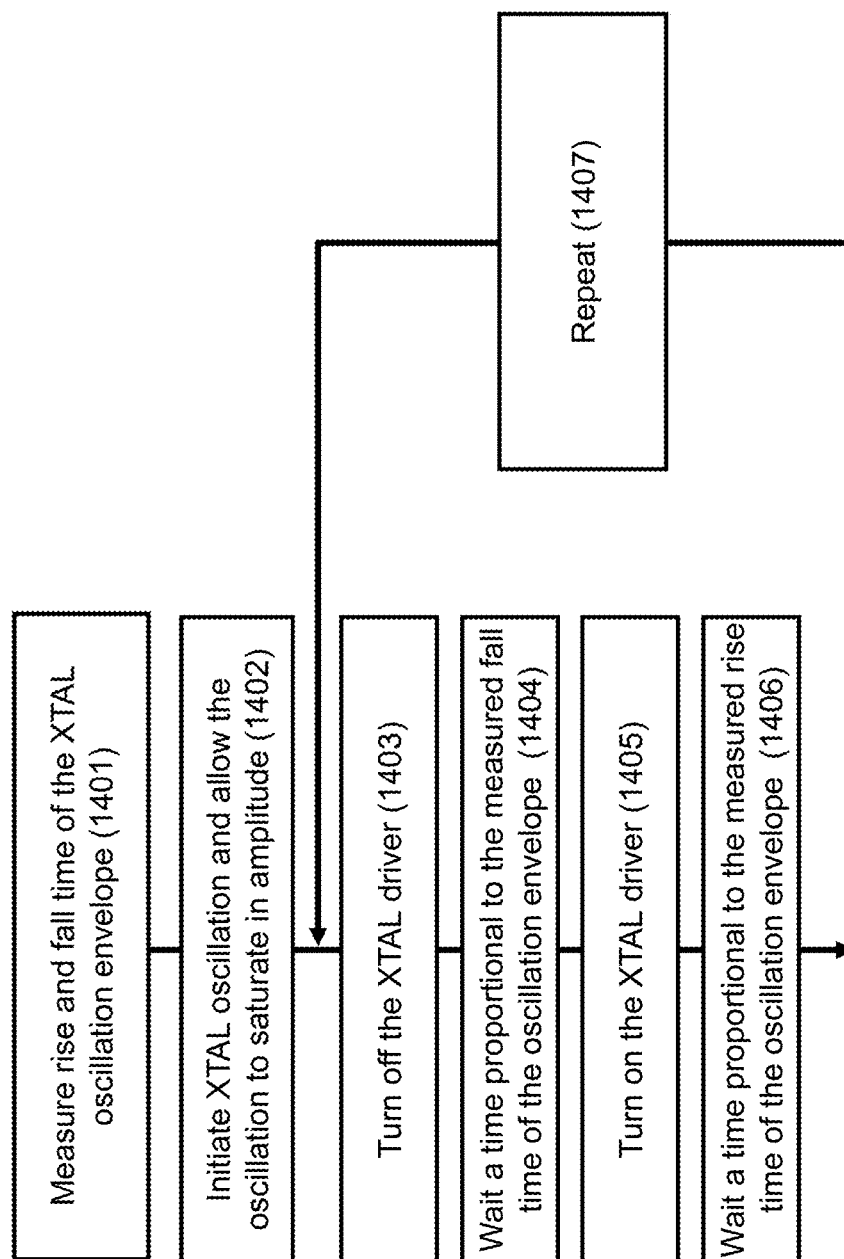 Measure rise and fall time of the XTAL
oscillation envelope (1401)
Initiate XTAL oscillation and allow the
oscillation to saturate in amplitude (1402)
Turn off the XTAL driver (1403)
Wait a time proportional to the measured fall
time of the oscillation envelope (1404)
Turn on the XTAL driver (1405)
Wait a time proportional to the measured rise
time of the oscillation envelope (1406)
Repeat (1407)